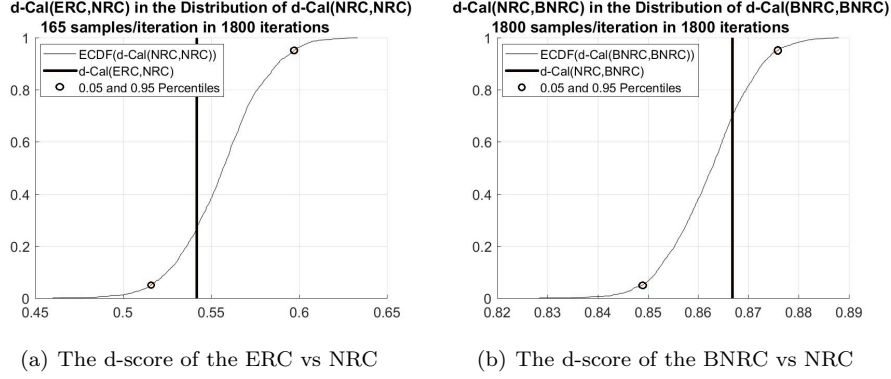 d-Cal(ERC,NRC) in the Distribution of d-Cal(NRC,NRC)
165 samples/iteration in 1800 iterations
1
0.8
0.6
0.4
0.2
0
ECDF(d-Cal(NRC,NRC))
d-Cal(ERC,NRC)
0.05 and 0.95 Percentiles
0.45 0.5 0.55 0.6 0.65
(a) The d-score of the ERC vs NRC
d-Cal(NRC,BNRC) in the Distribution of d-Cal(BNRC,BNRC)
1800 samples/iteration in 1800 iterations
1
0.8
0.6
0.4
0.2
0
ECDF(d-Cal(BNRC,BNRC))
d-Cal(NRC,BNRC)
0.05 and 0.95 Percentiles
0.82 0.83 0.84 0.85 0.86 0.87 0.88 0.89
(b) The d-score of the BNRC vs NRC